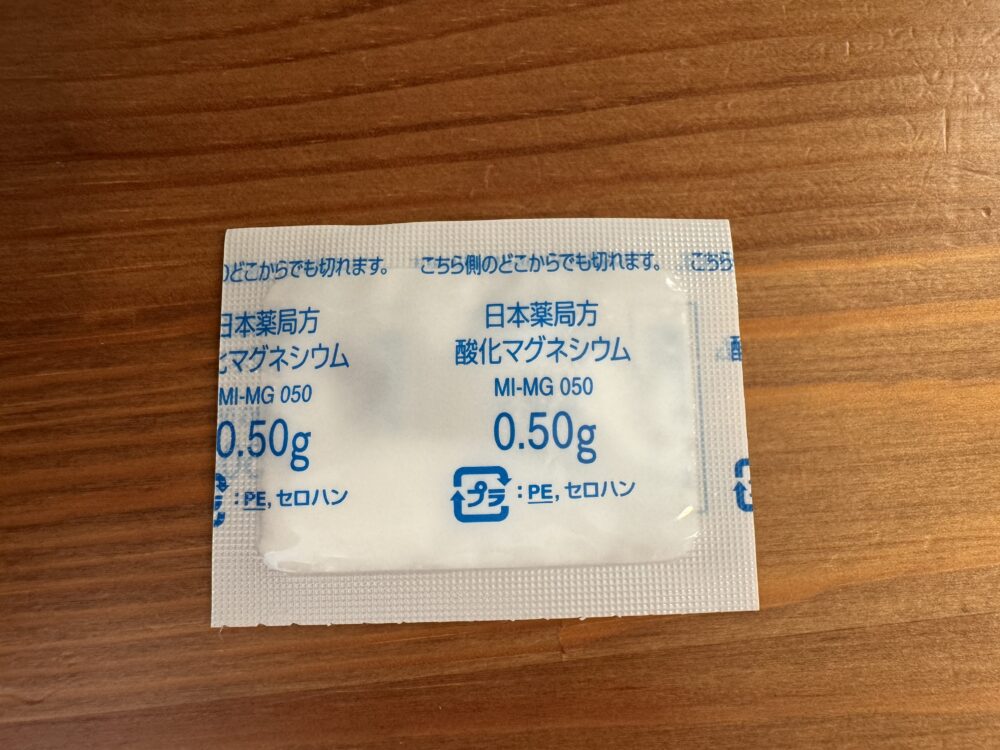 のどこからでも切れます。 こちら側のどこからでも切れます。 こちら
日本薬局方 日本薬局方
化マグネシウム 酸化マグネシウム 酸
MI-MG 050 MI-MG 050
0.50g 0.50g
プラ : PE, セロハン プラ : PE, セロハン